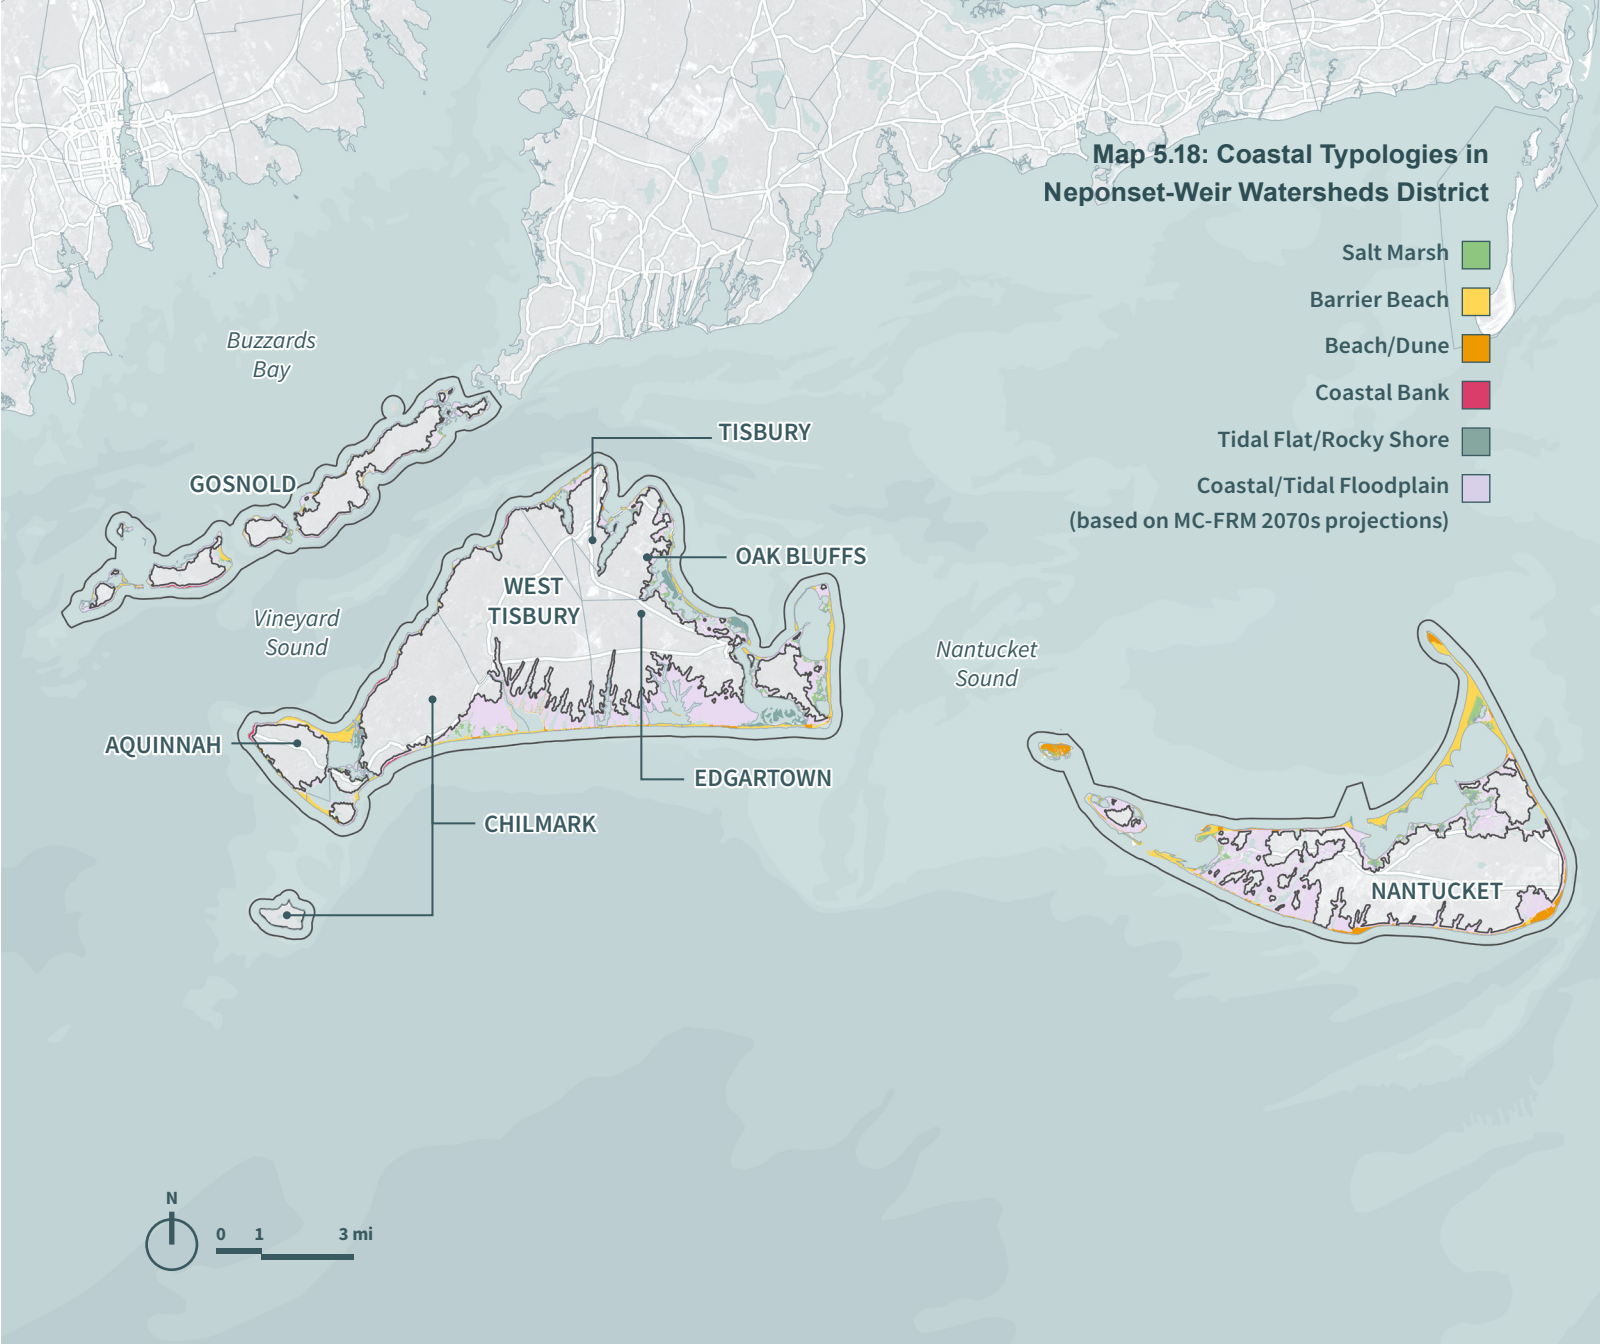 Map 5.18: Coastal Typologies in
Neponset-Weir Watersheds District
Salt Marsh
Barrier Beach
Beach/Dune
Coastal Bank
Tidal Flat/Rocky Shore
Coastal/Tidal Floodplain
(based on MC-FRM 2070s projections)
Buzzards
Bay
GOSNOLD
TISBURY
OAK BLUFFS
WEST
TISBURY
Vineyard
Sound
Nantucket
Sound
AQUINNAH
EDGARTOWN
CHILMARK
NANTUCKET
N
0 1 3 mi